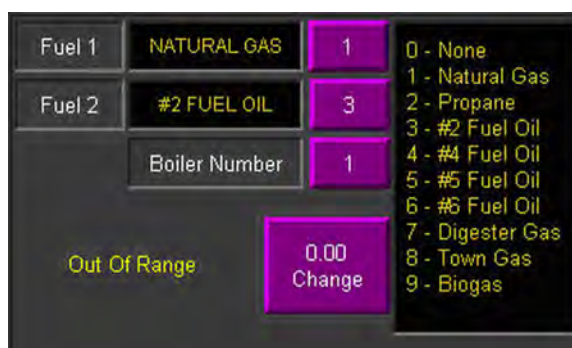 Fuel 1 NATURAL GAS 1
Fuel 2 #2 FUEL OIL 3
Boiler Number 1
Out Of Range
0.00
Change
0 - None
1 - Natural Gas
2 - Propane
3 - #2 Fuel Oil
4 - #4 Fuel Oil
5 - #5 Fuel Oil
6 - #6 Fuel Oil
7 - Digester Gas
8 - Town Gas
9 - Biogas